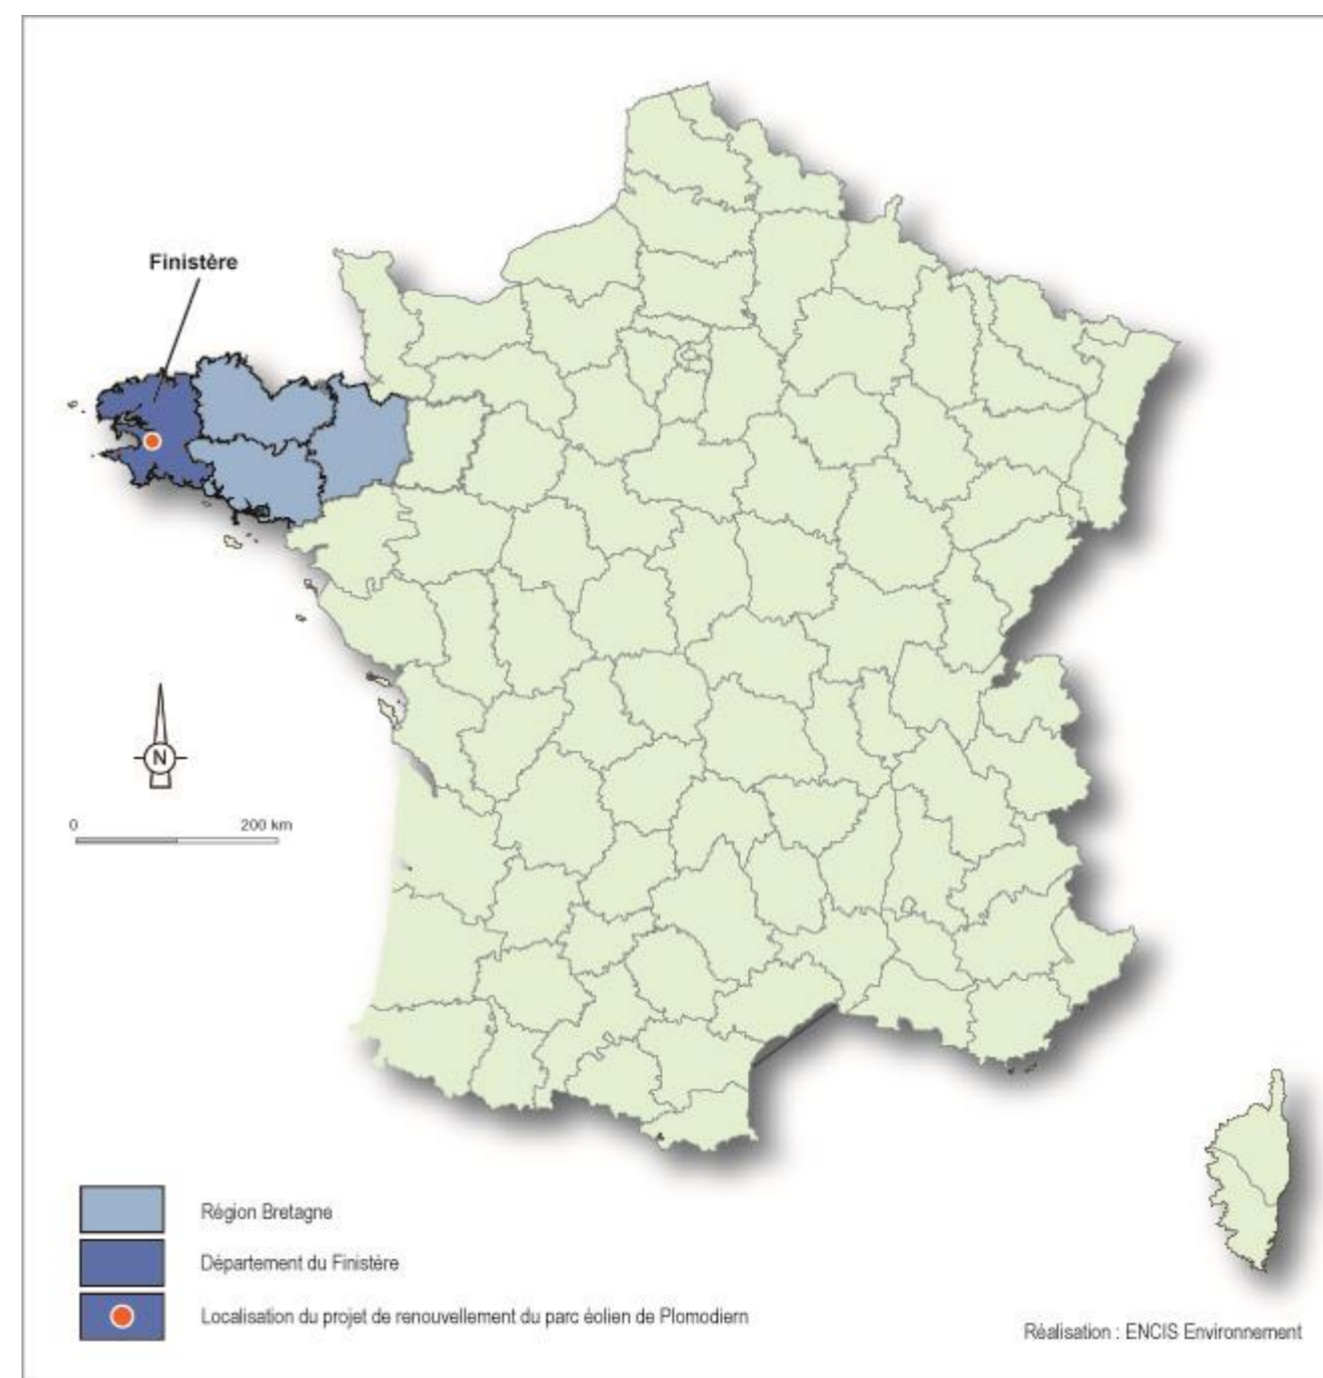 Finistère
N
0 200 km
Région Bretagne
Département du Finistère
Localisation du projet de renouvellement du parc éolien de Plomodiern
Réalisation : ENCIS Environnement